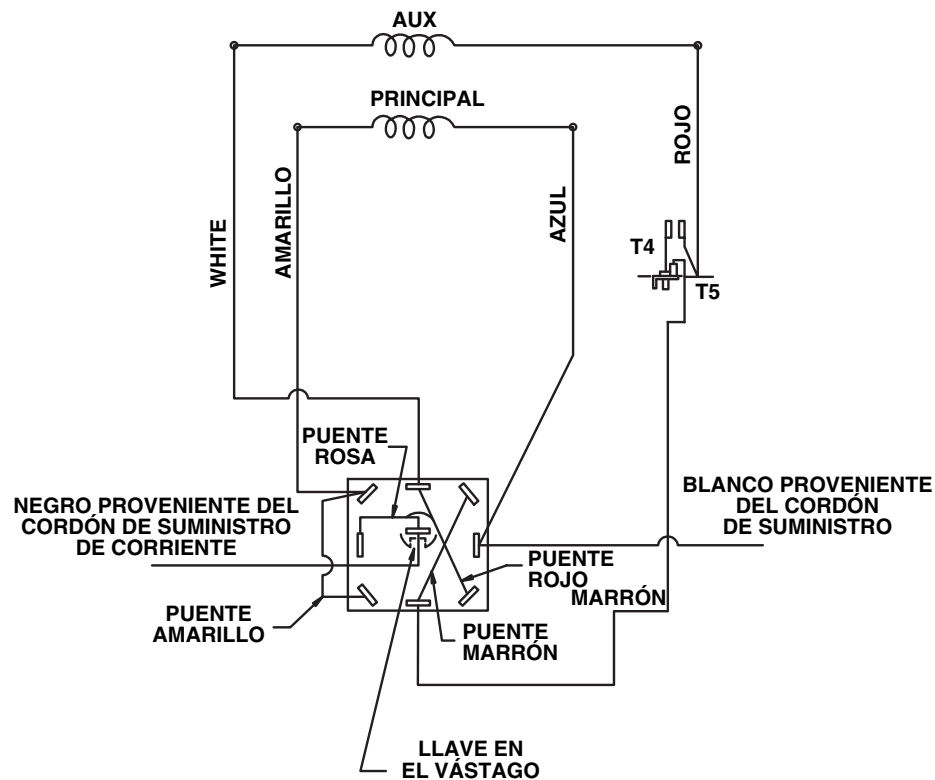 AUX
PRINCIPAL
ROJO
AMARILLO
AZUL
WHITE
T4
T5
PUENTE
ROSA
NEGRO PROVENIENTE DEL
CORDÓN DE SUMINISTRO
DE CORRIENTE
BLANCO PROVENIENTE
DEL CORDÓN
DE SUMINISTRO
PUENTE
ROJO
MARRÓN
PUENTE
AMARILLO
PUENTE
MARRÓN
LLAVE EN
EL VÁSTAGO